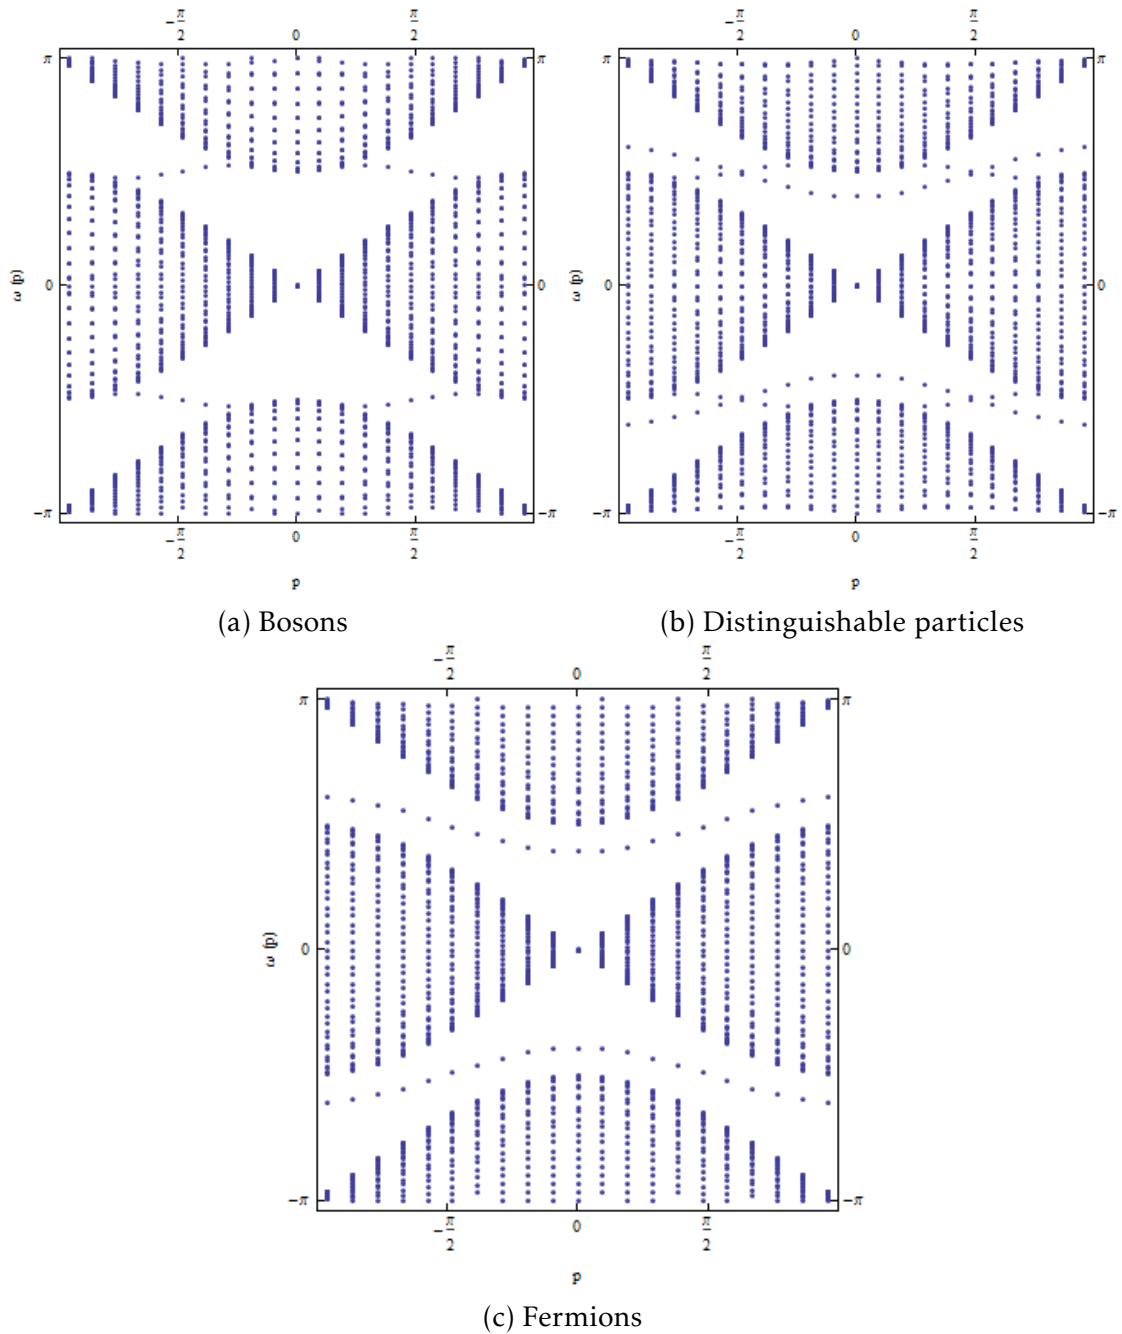 -π/2 0 π/2
π π
ω (p) 0 0 ω (p) 0 0
-π -π
-π/2 0 π/2
p
-π/2 0 π/2
π π
-π -π
-π/2 0 π/2
p
(a) Bosons
(b) Distinguishable particles
-π/2 0 π/2
π π
ω (p) 0 0
-π -π
-π/2 0 π/2
p
(c) Fermions